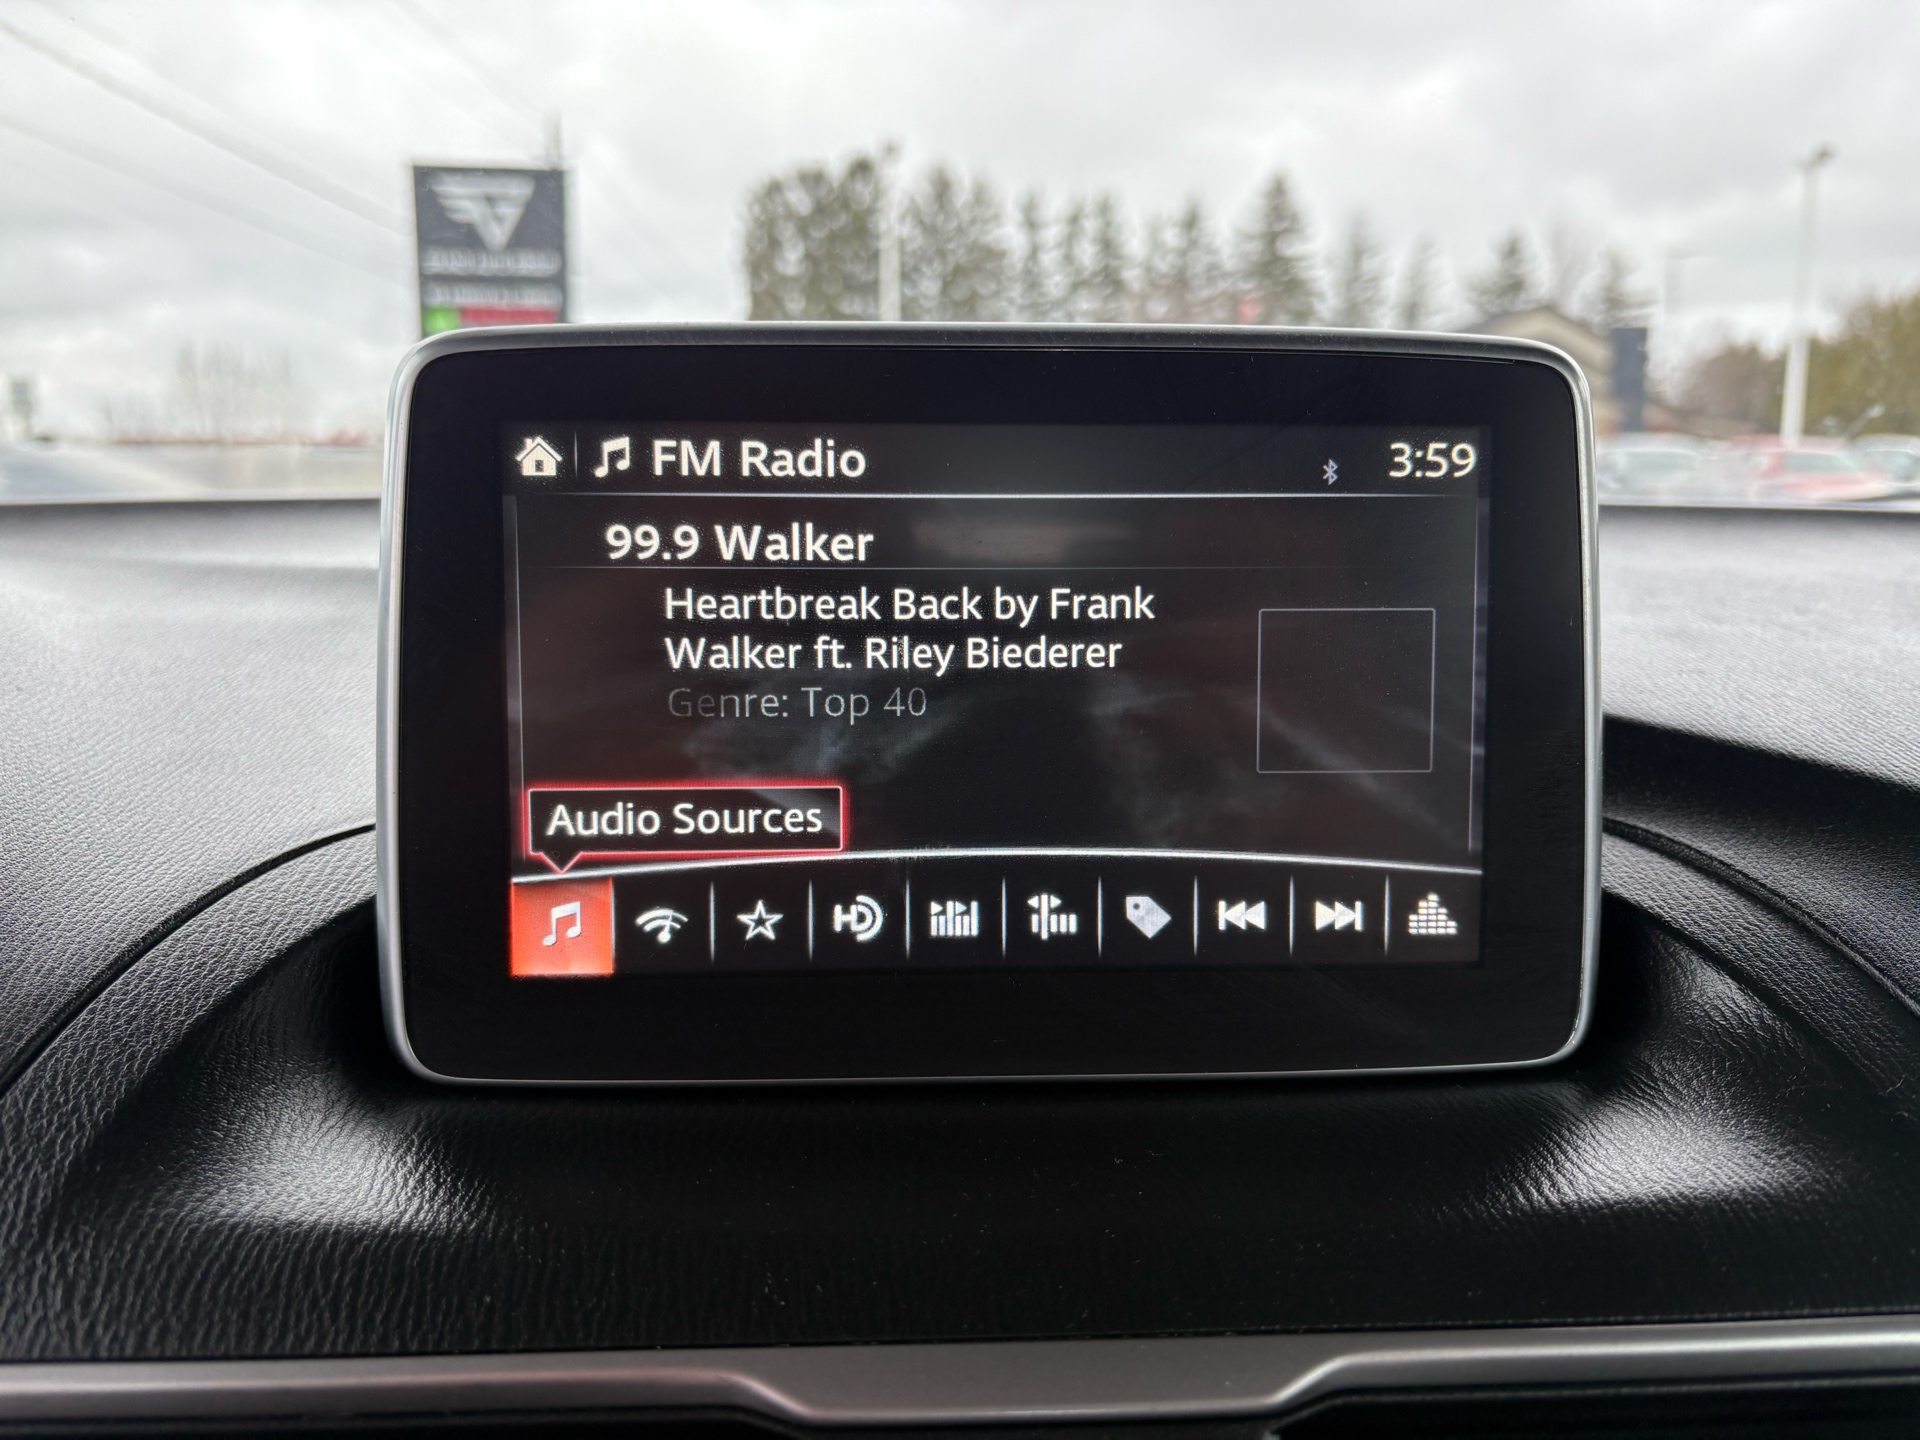 FM Radio
3:59
99.9 Walker
Heartbreak Back by Frank
Walker ft. Riley Biederer
Genre: Top 40
Audio Sources
HD